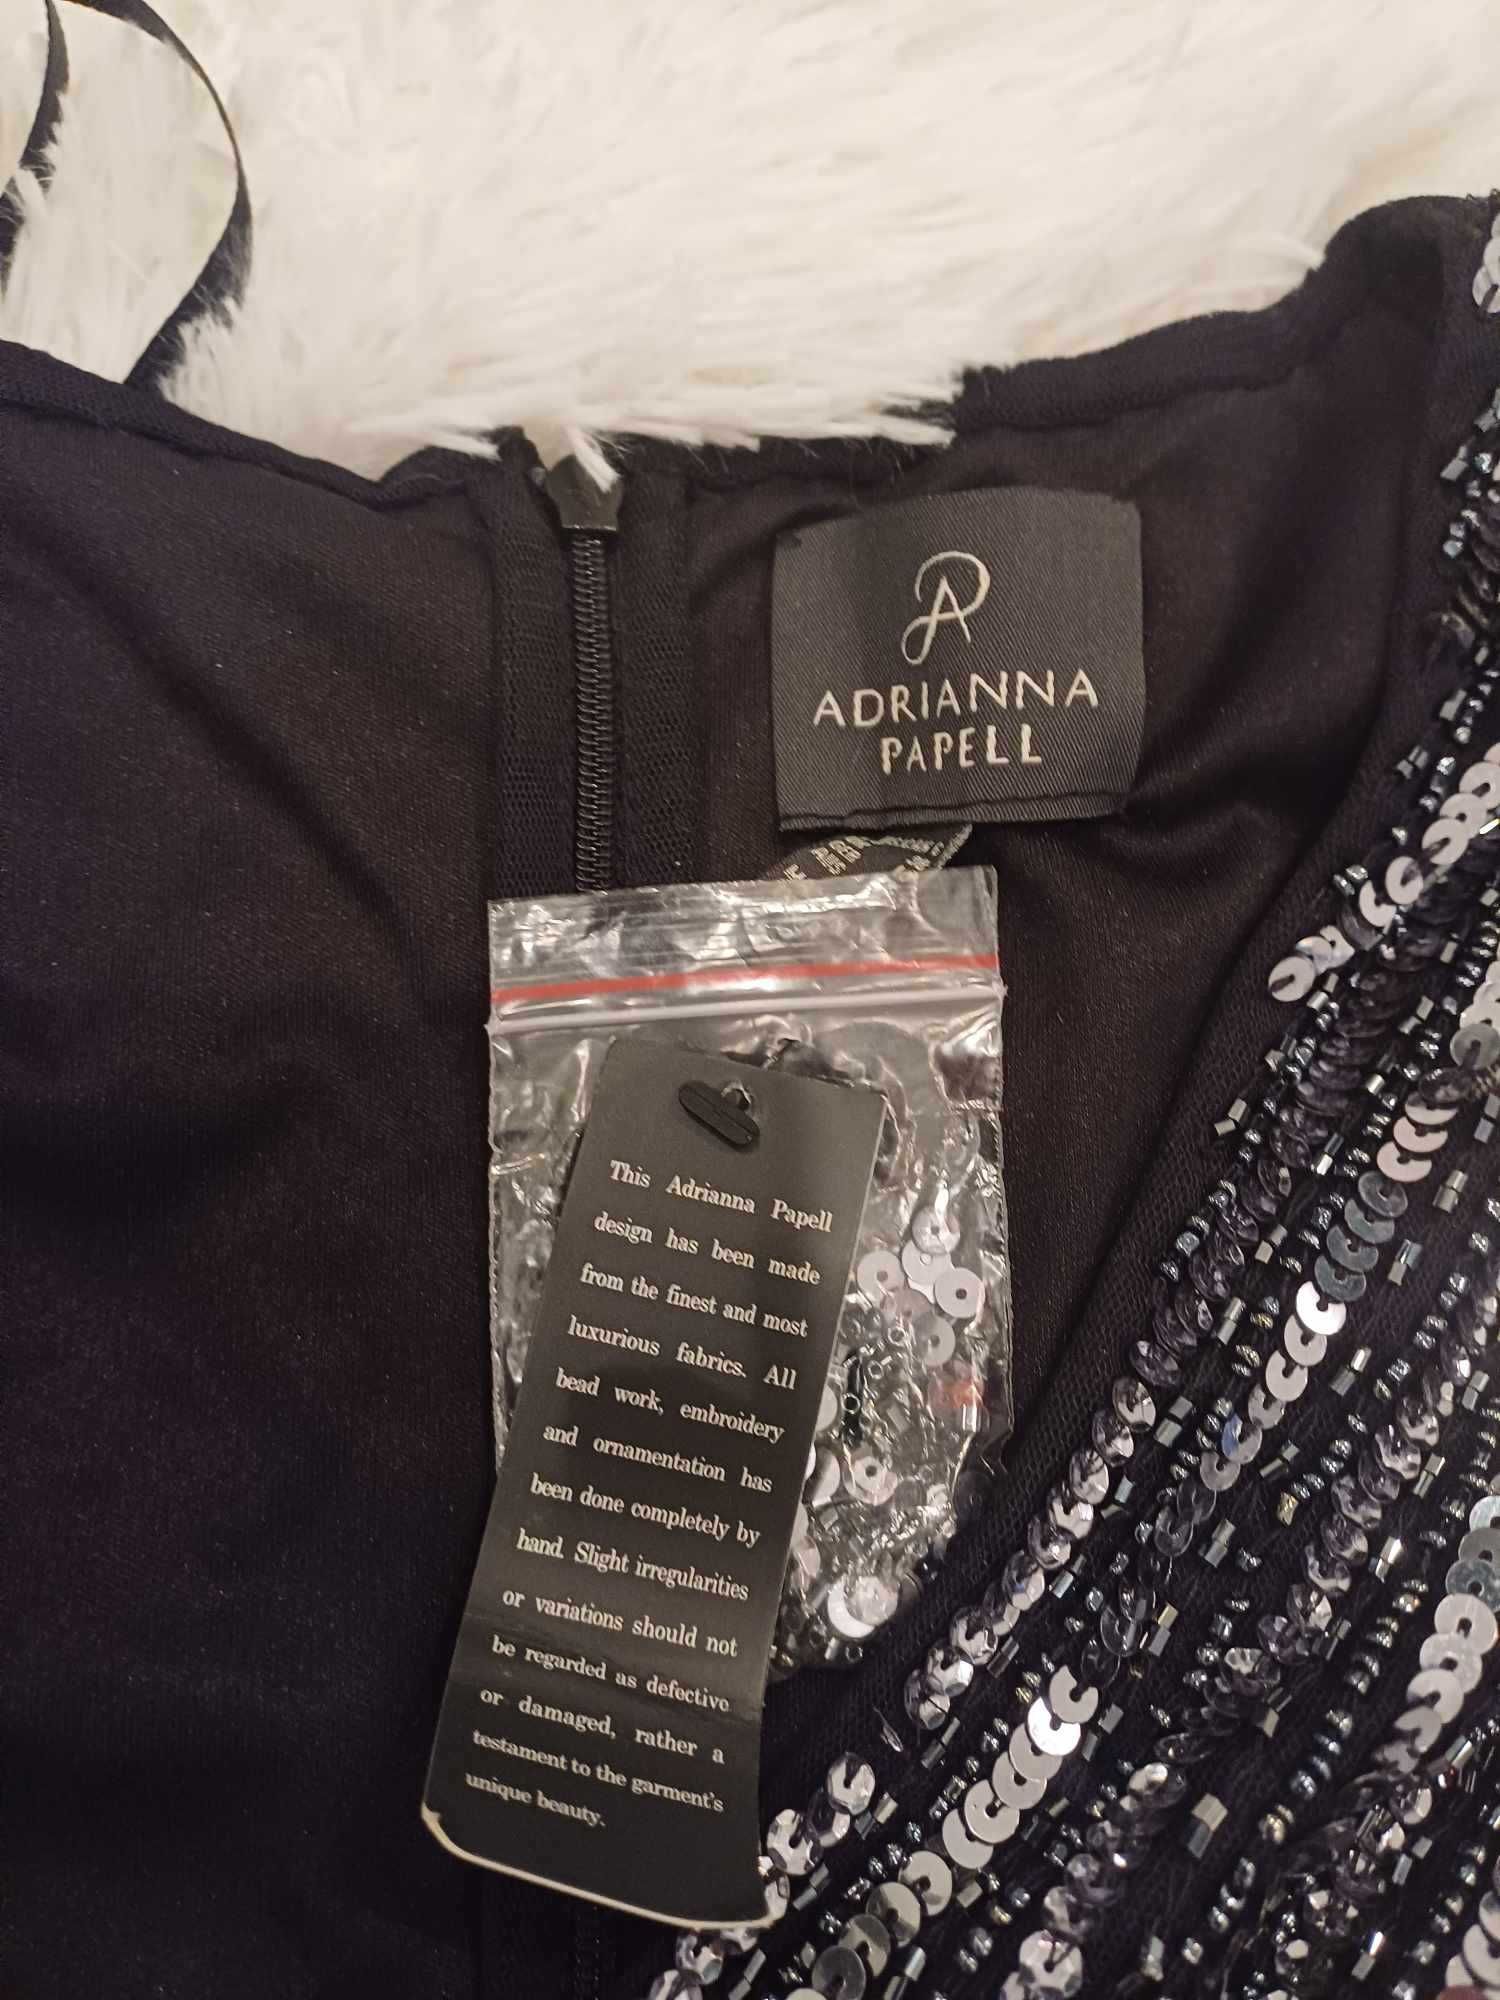 ADRIANNA
PAPELL
This Adrianna Papell
design has been made
from the finest and most
luxurious fabrics. All
bead work, embroidery
and ornamentation has
been done completely by
hand. Slight irregularities
or variations should not
be regarded as defective
or damaged, rather a
testament to the garment's
unique beauty.